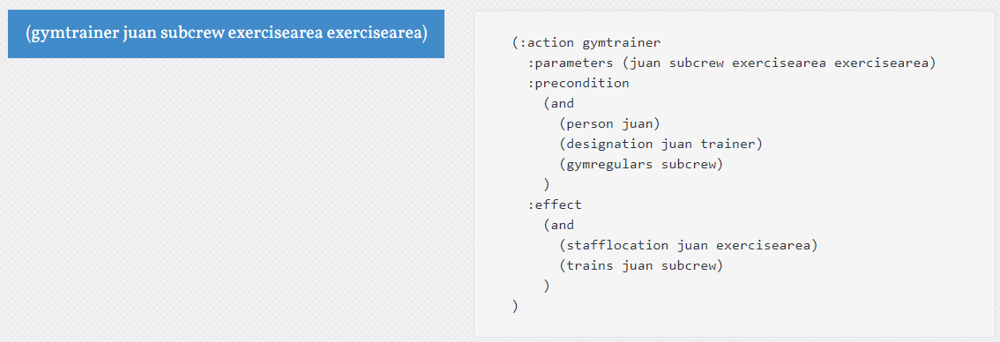 (gymtrainer juan subcrew exercisearea exercisearea)
(:action gymtrainer
:parameters (juan subcrew exercisearea exercisearea)
:precondition
(and
(person juan)
(designation juan trainer)
(gymregulars subcrew)
)
:effect
(and
(stafflocation juan exercisearea)
(trains juan subcrew)
)
)